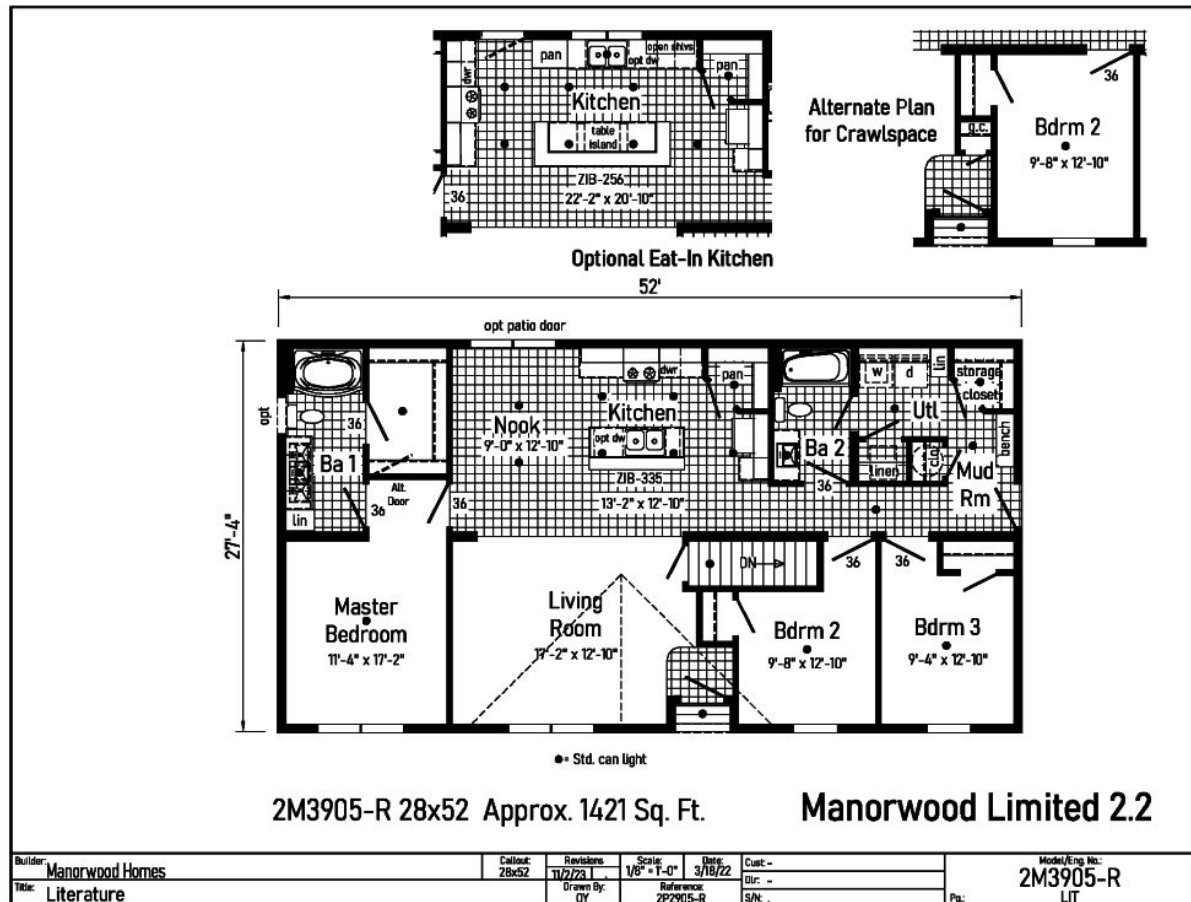 pan
opt dw
open shlvs
pan
dwr
Kitchen
table
island
ZIB-256
22'-2" x 20'-10"
36
Optional Eat-In Kitchen
Alternate Plan
for Crawlspace
36
g.c.
Bdrm 2
9'-8" x 12'-10"
52'
27'-4"
opt patio door
opt
36
Ba 1
lin
36
Alt.
Door
36
Nook
9'-0" x 12'-10"
dwr
Kitchen
opt dw
ZIB-335
13'-2" x 12'-10"
pan
Ba 2
36
w
d
lin
Utl
linen
clo
storage
closet
bench
Mud
Rm
Master
Bedroom
11'-4" x 17'-2"
Living
Room
17'-2" x 12'-10"
DN
36
Bdrm 2
9'-8" x 12'-10"
36
Bdrm 3
9'-4" x 12'-10"
= Std. can light
2M3905-R 28x52 Approx. 1421 Sq. Ft.
Manorwood Limited 2.2
Builder: Manorwood Homes
Title: Literature
Callout:
28x52
Revisions
11/2/23
Scale:
1/8" = 1'-0"
Date:
3/18/22
Drawn By:
OY
Reference:
2P2905-R
Cust -
Dlr: -
S/N: .
Model/Eng. No.:
2M3905-R
Pg.: LIT